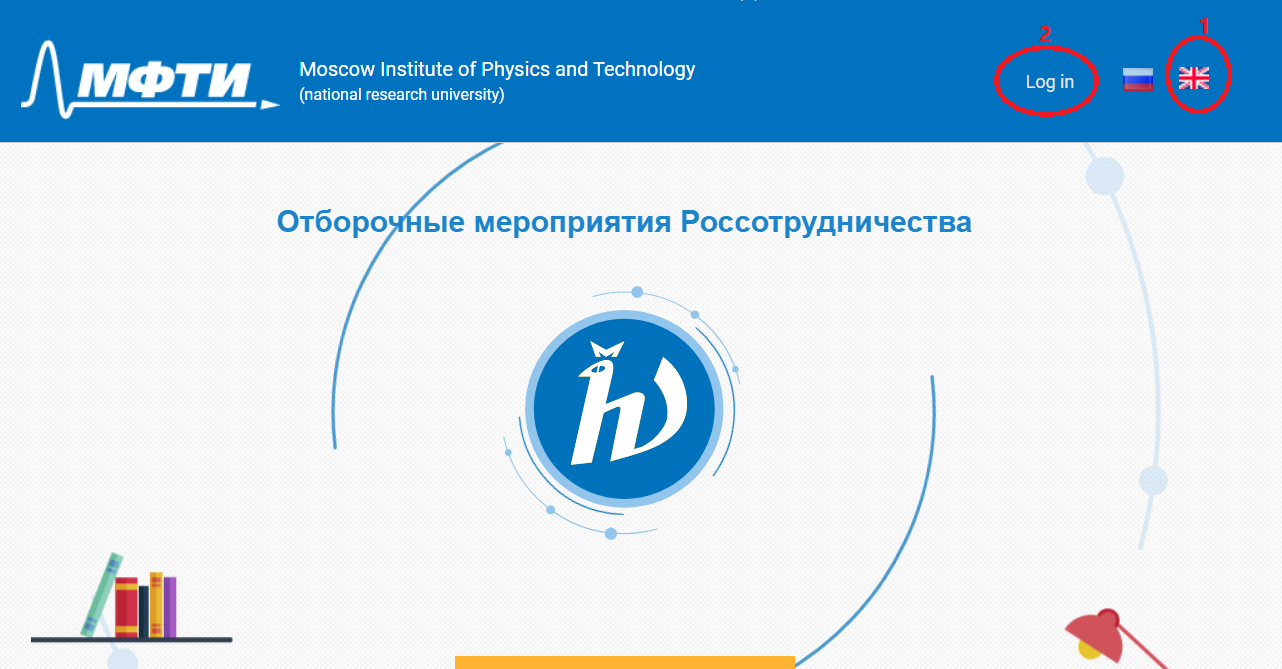 МФТИ
Moscow Institute of Physics and Technology
(national research university)
2
Log in
1
Отборочные мероприятия Россотрудничества